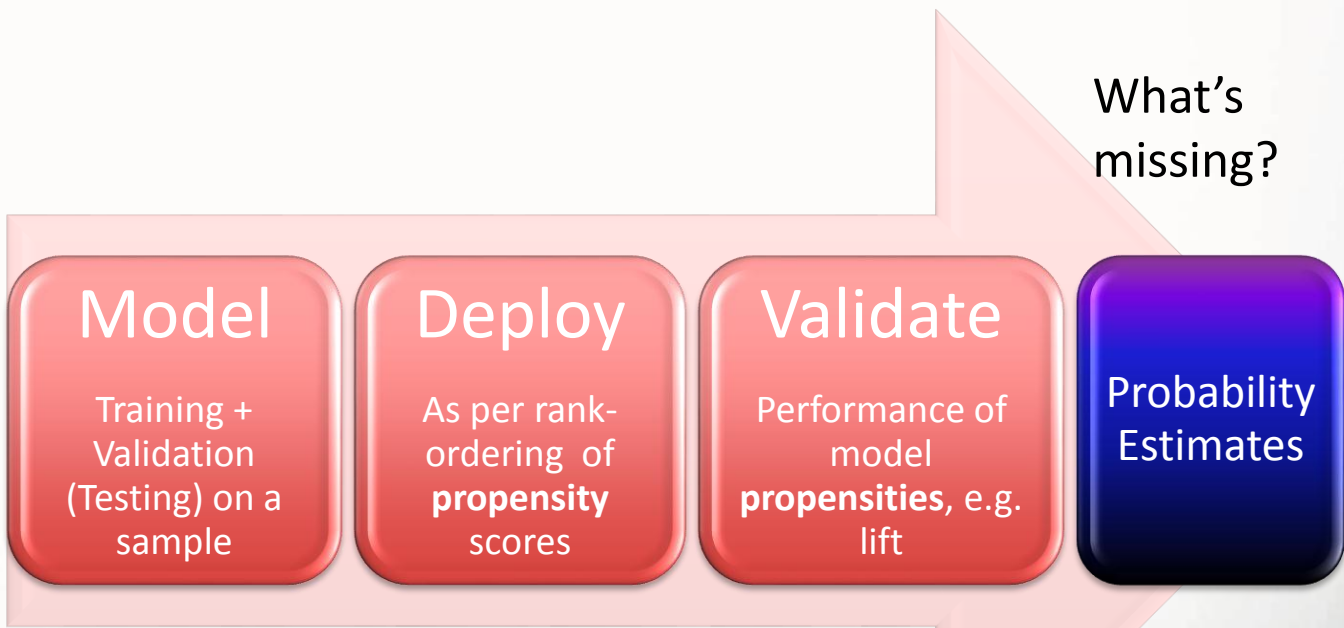 What's
missing?
Model
Training +
Validation
(Testing) on a
sample
Deploy
As per rank-
ordering of
propensity
scores
Validate
Performance of
model
propensities, e.g.
lift
Probability
Estimates